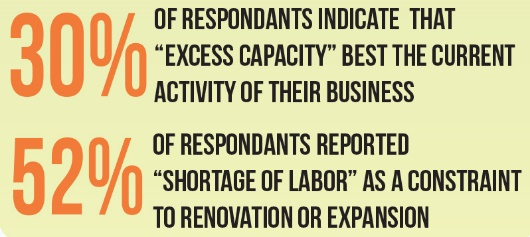 30% OF RESPONDANTS INDICATE THAT
“EXCESS CAPACITY” BEST THE CURRENT
ACTIVITY OF THEIR BUSINESS
52% OF RESPONDANTS REPORTED
“SHORTAGE OF LABOR” AS A CONSTRAINT
TO RENOVATION OR EXPANSION